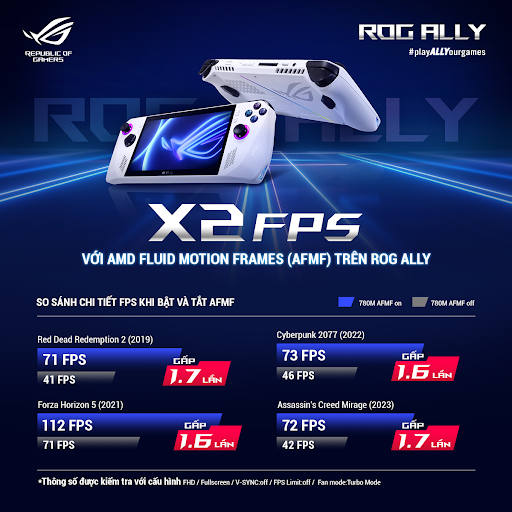 REPUBLIC OF
GAMERS
ROG ALLY
#playALLYourgames
ROG ALLY
X2 FPS
VỚI AMD FLUID MOTION FRAMES (AFMF) TRÊN ROG ALLY
SO SÁNH CHI TIẾT FPS KHI BẬT VÀ TẮT AFMF
780M AFMF on
780M AFMF off
Red Dead Redemption 2 (2019)
71 FPS
41 FPS
GẤP
1.7 LẦN
Cyberpunk 2077 (2022)
73 FPS
46 FPS
GẤP
1.6 LẦN
Forza Horizon 5 (2021)
112 FPS
71 FPS
GẤP
1.6 LẦN
Assassin's Creed Mirage (2023)
72 FPS
42 FPS
GẤP
1.7 LẦN
*Thông số được kiểm tra với cấu hình FHD / Fullscreen / V-SYNC:off / FPS Limit:off / Fan mode:Turbo Mode